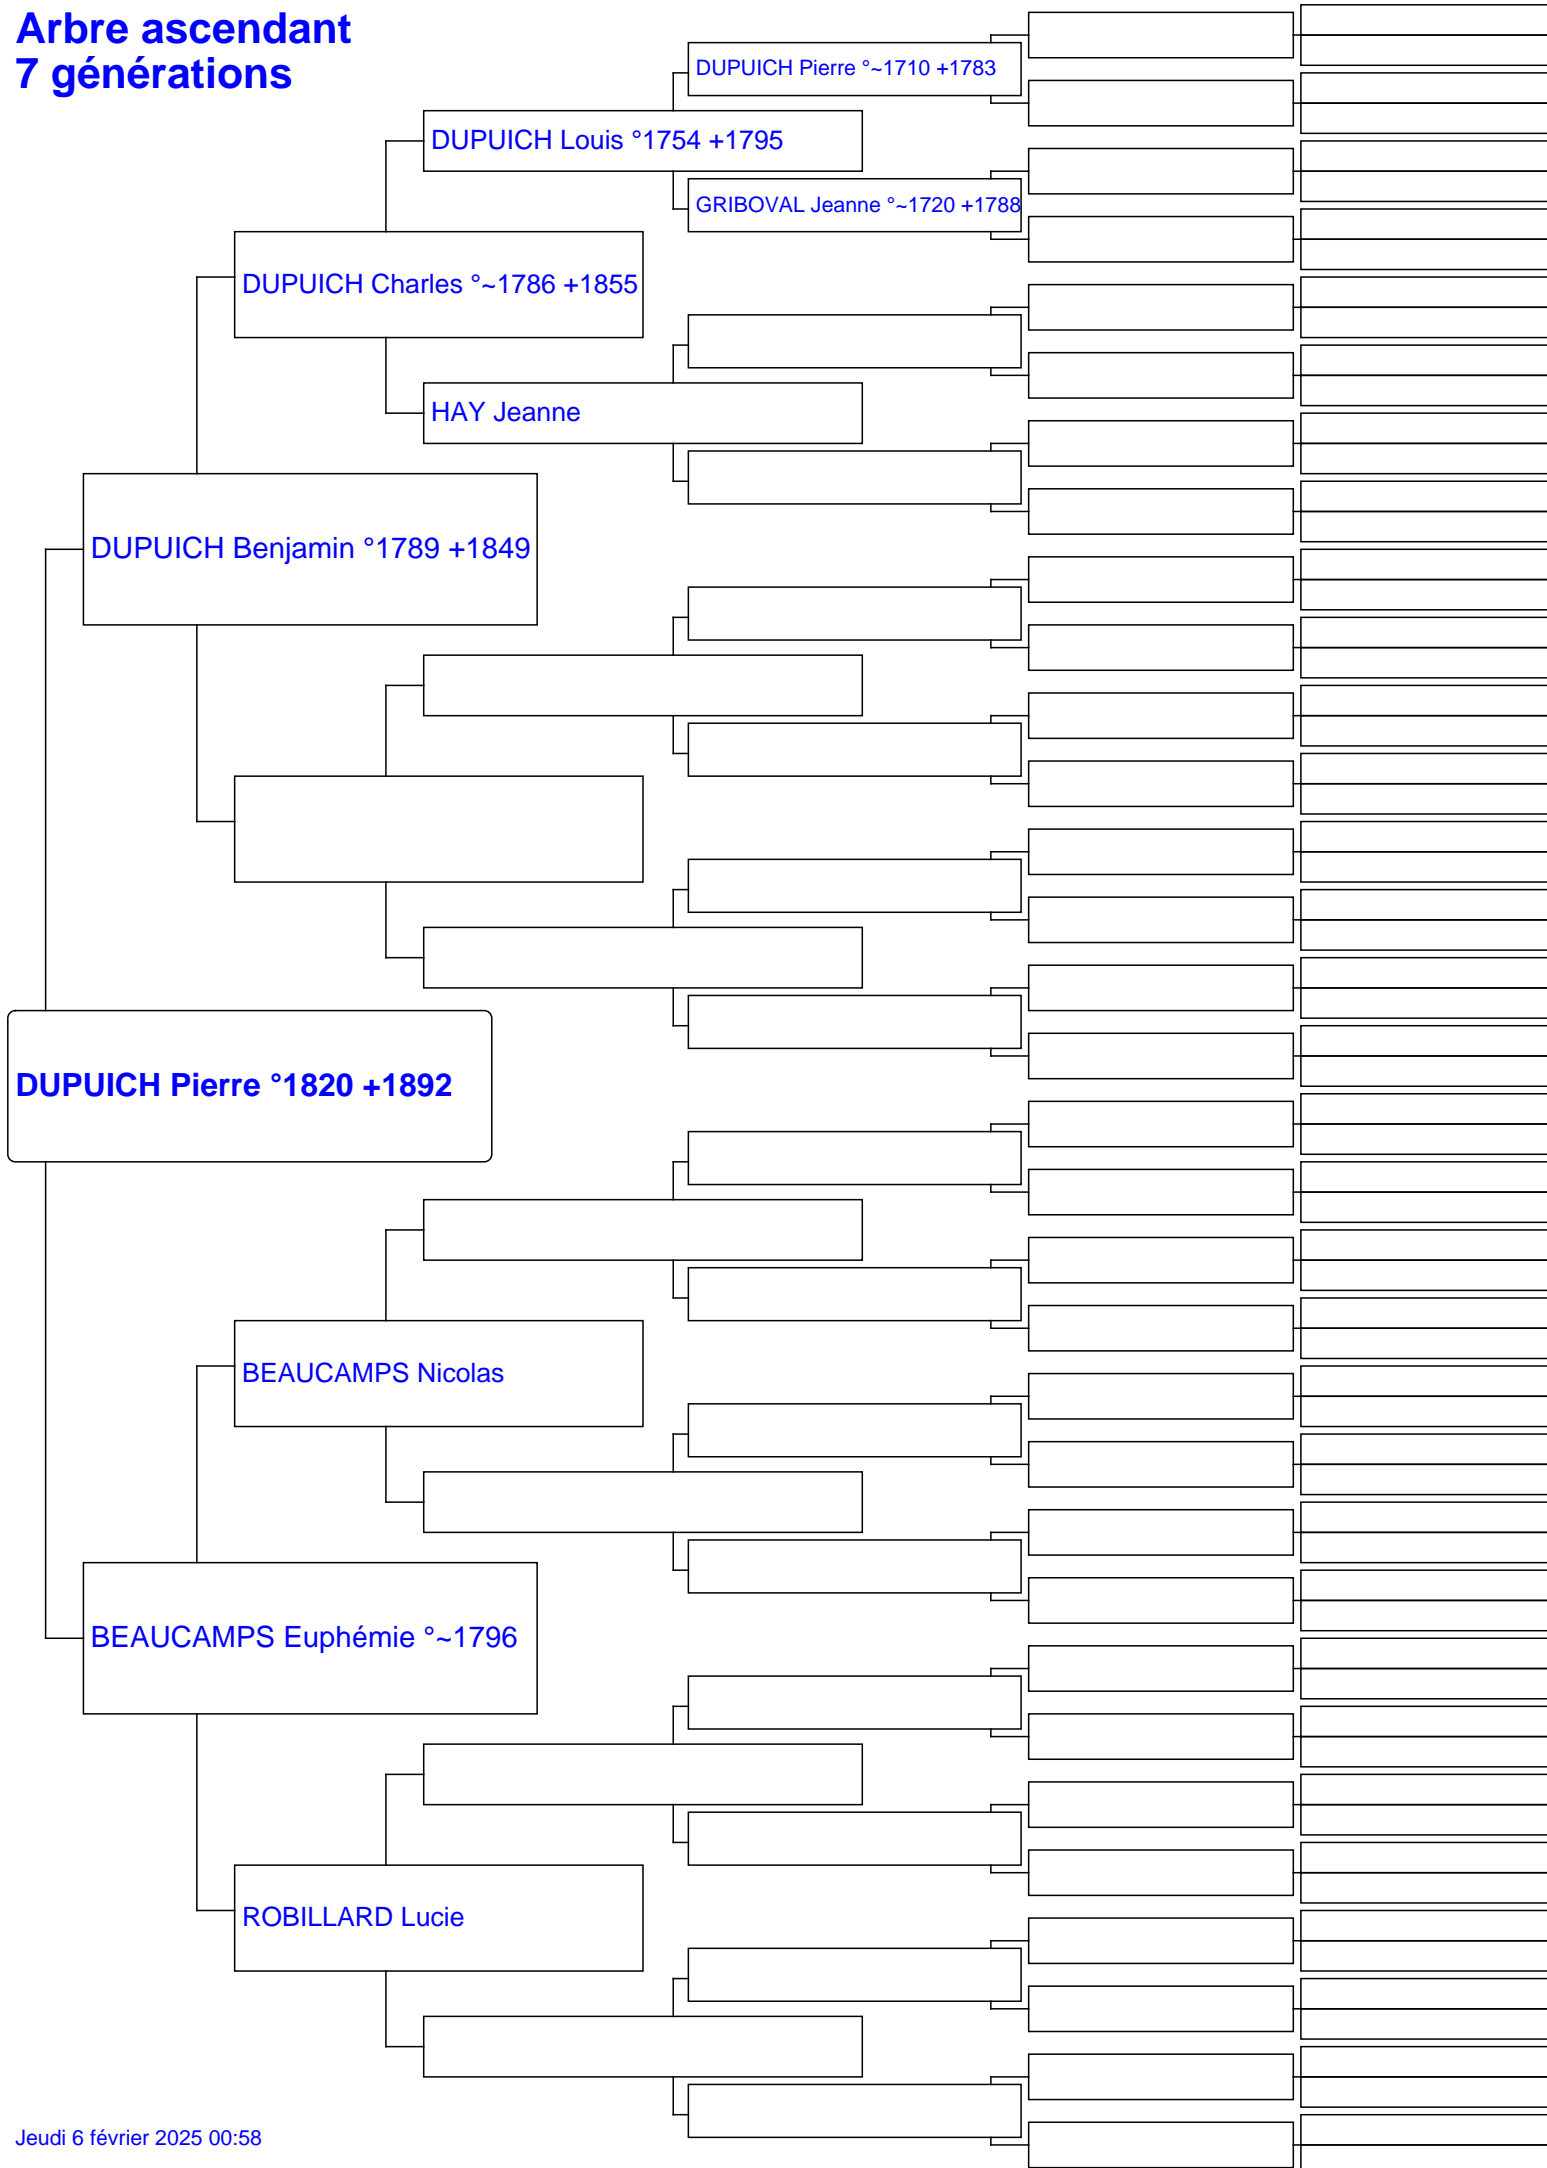 Arbre ascendant
7 générations
DUPUICH Pierre °~1710 +1783
DUPUICH Louis °1754 +1795
GRIBOVAL Jeanne °~1720 +1788
DUPUICH Charles °~1786 +1855
HAY Jeanne
DUPUICH Benjamin °1789 +1849
DUPUICH Pierre °1820 +1892
BEAUCAMPS Nicolas
BEAUCAMPS Euphémie °~1796
ROBILLARD Lucie
Jeudi 6 février 2025 00:58